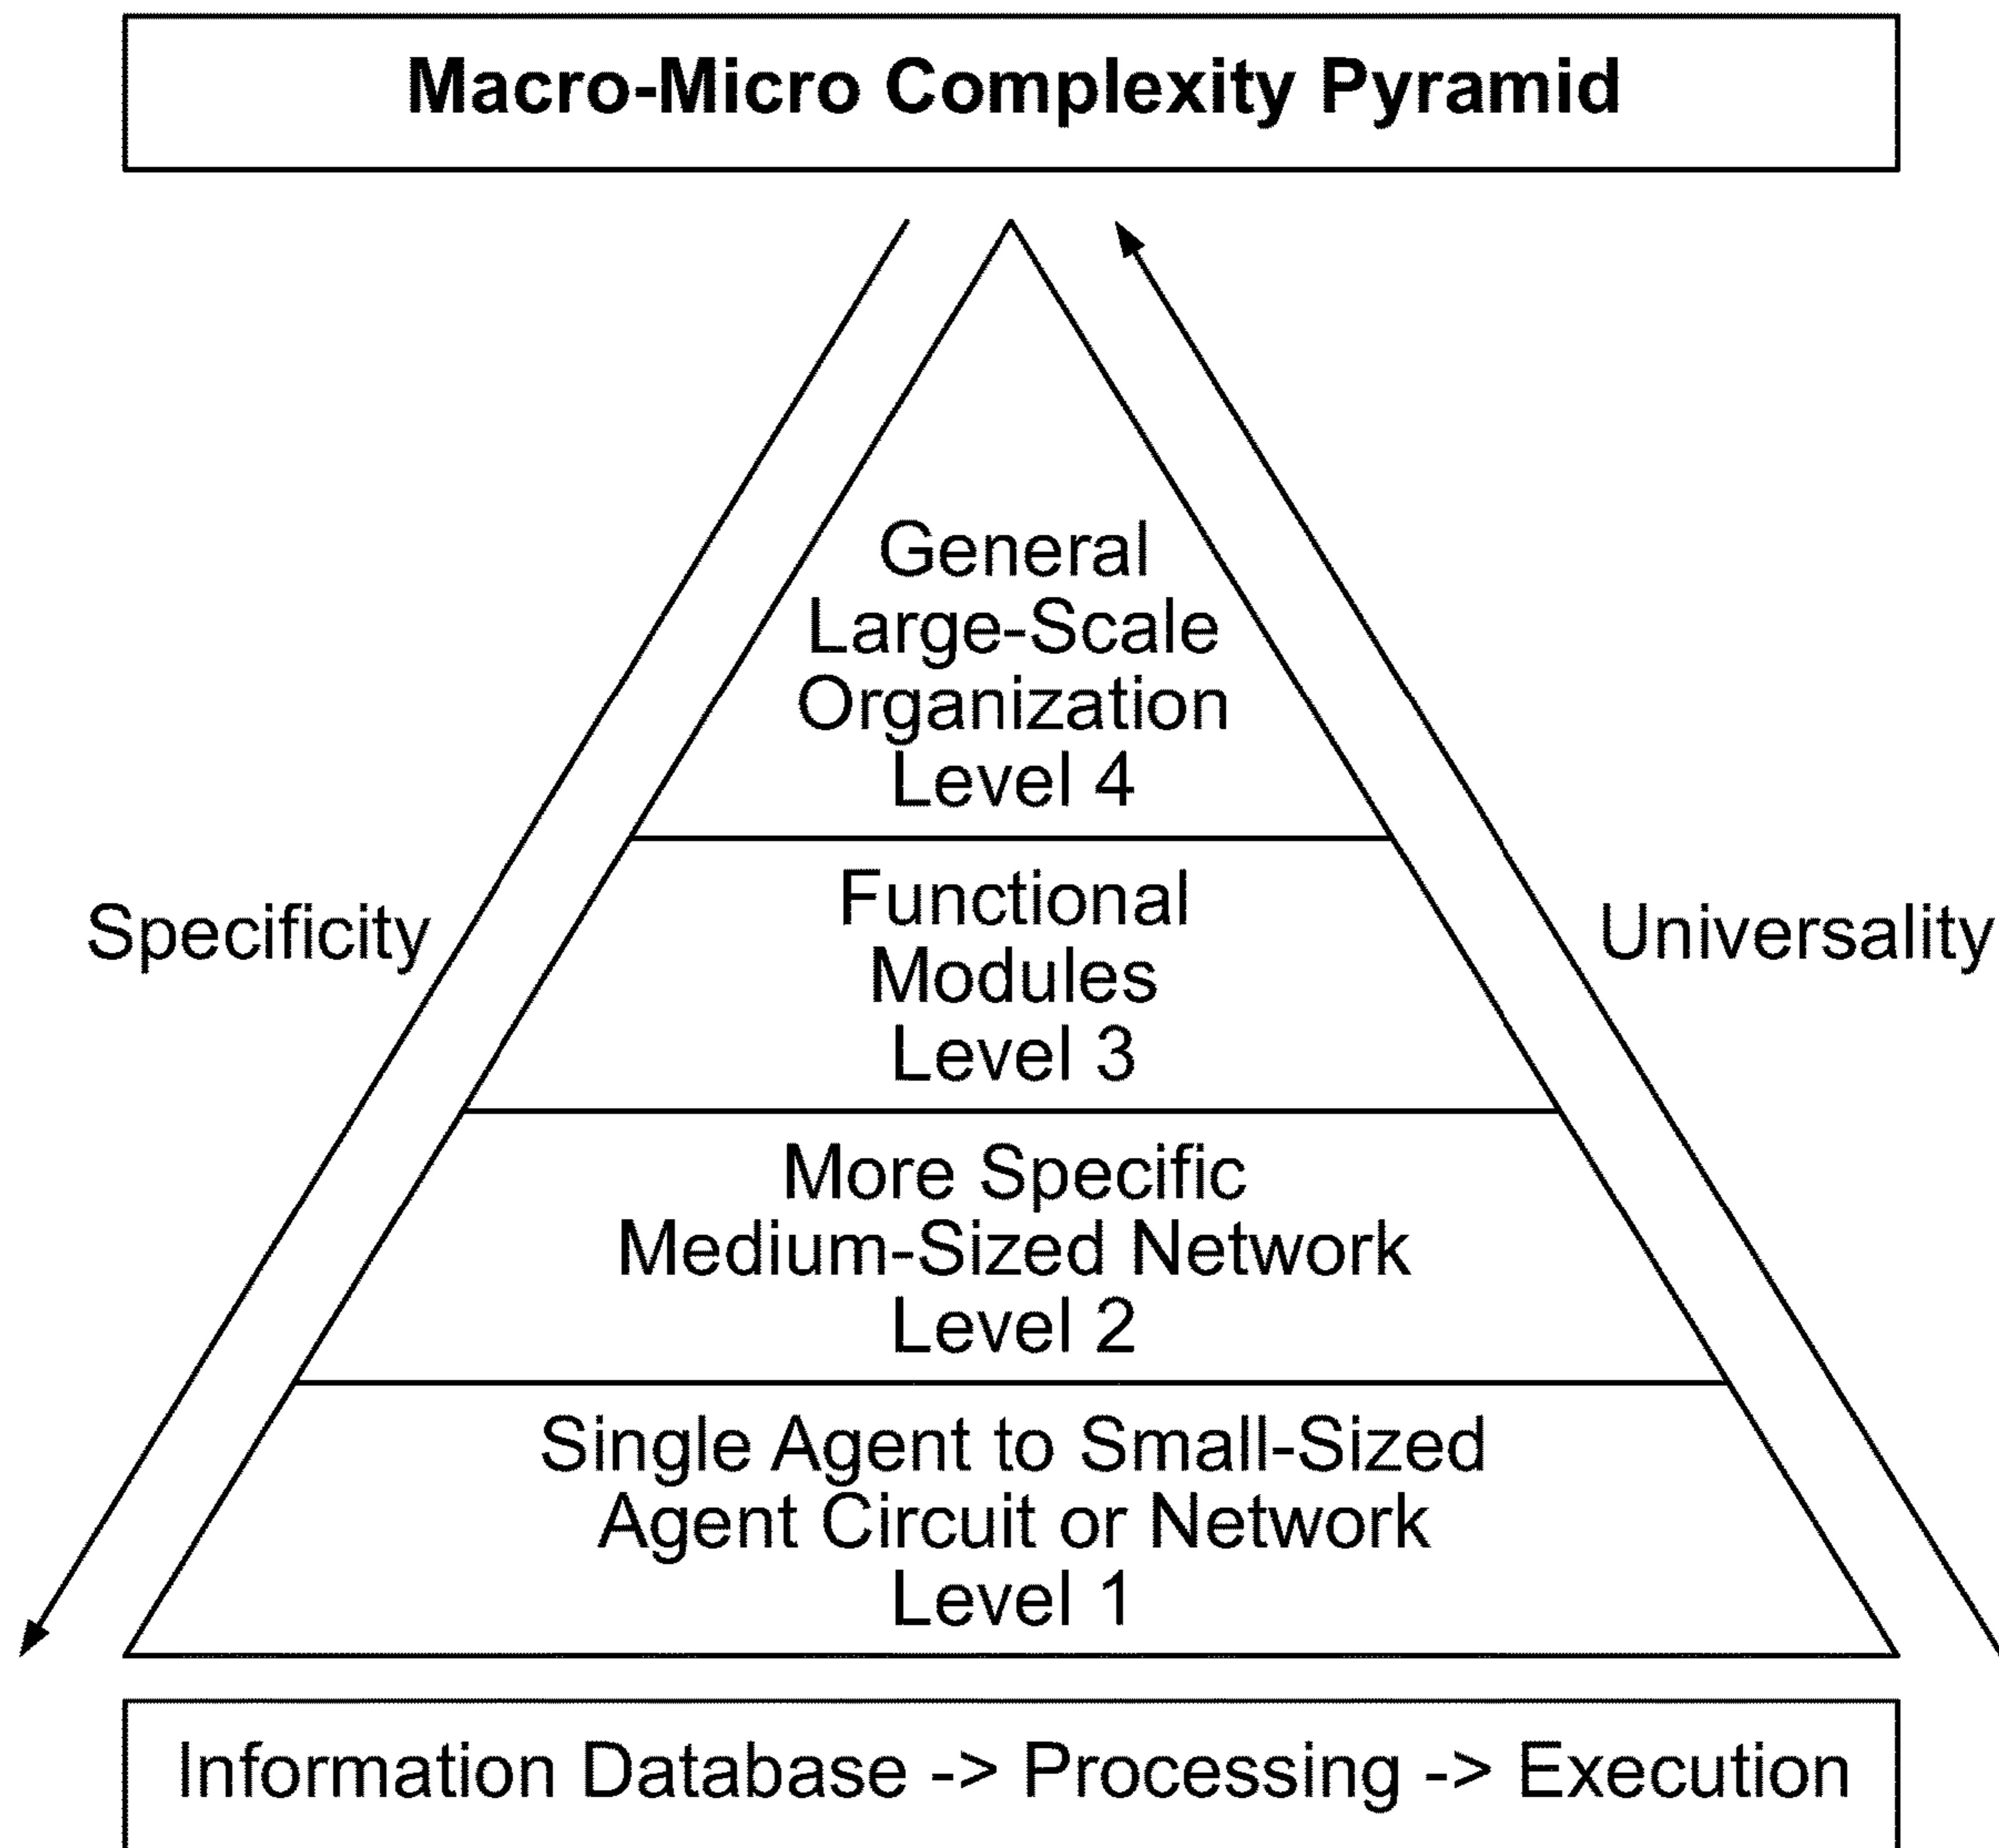 Macro-Micro Complexity Pyramid
General
Large-Scale
Organization
Level 4
Specificity
Universality
Functional
Modules
Level 3
More Specific
Medium-Sized Network
Level 2
Single Agent to Small-Sized
Agent Circuit or Network
Level 1
Information Database -> Processing -> Execution